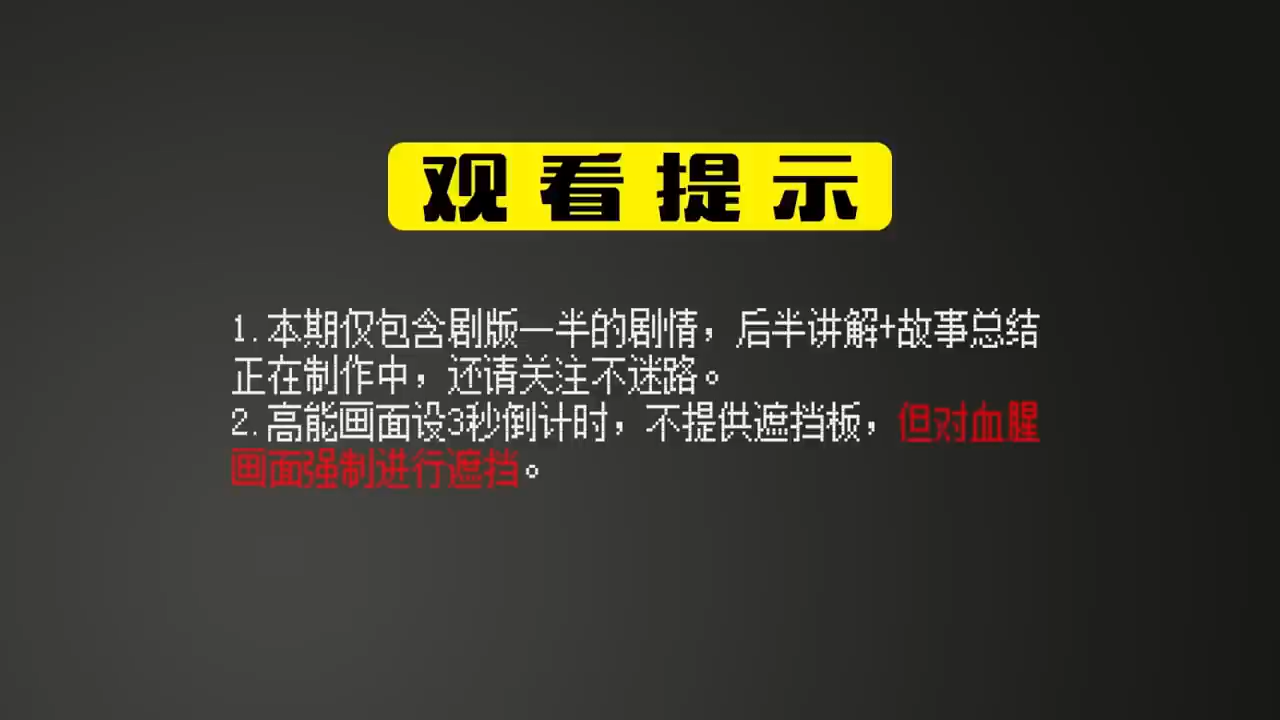 观看提示
1.本期仅包含剧版一半的剧情，后半讲解+故事总结
正在制作中，还请关注不迷路。
2.高能画面设3秒倒计时，不提供遮挡板，但对血腥
画面强制进行遮挡。